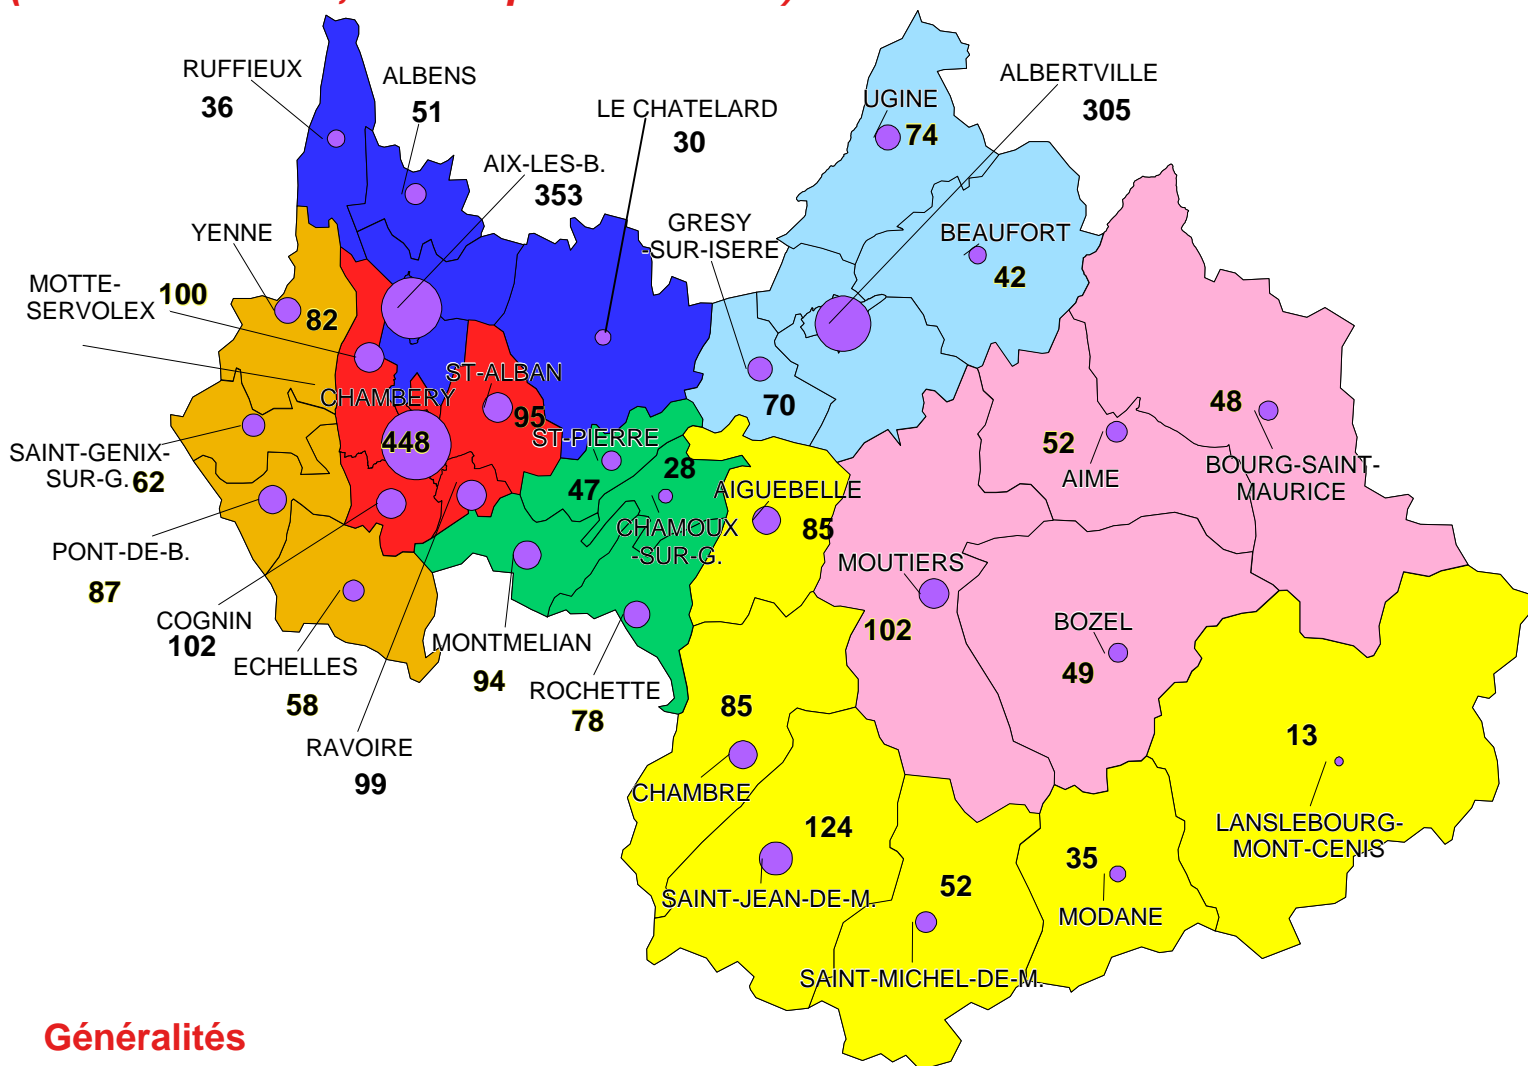 RUFFIEUX
36
ALBENS
51
AIX-LES-B.
353
LE CHATELARD
30
UGINE
74
ALBERTVILLE
305
YENNE
82
GRESY
-SUR-ISERE
70
BEAUFORT
42
MOTTE-
SERVOLEX
100
CHAMBERY
448
ST-ALBAN
95
ST-PIERRE
47
28
CHAMOUX
-SUR-G.
AIGUEBELLE
85
52
AIME
48
BOURG-SAINT-
MAURICE
SAINT-GENIX-
SUR-G.
62
PONT-DE-B.
87
COGNIN
102
ECHELLES
58
RAVOIRE
99
MONTMELIAN
94
ROCHETTE
78
MOUTIERS
102
BOZEL
49
85
CHAMBRE
124
SAINT-JEAN-DE-M.
52
SAINT-MICHEL-DE-M.
35
MODANE
13
LANSLEBOURG-
MONT-CENIS
Généralités